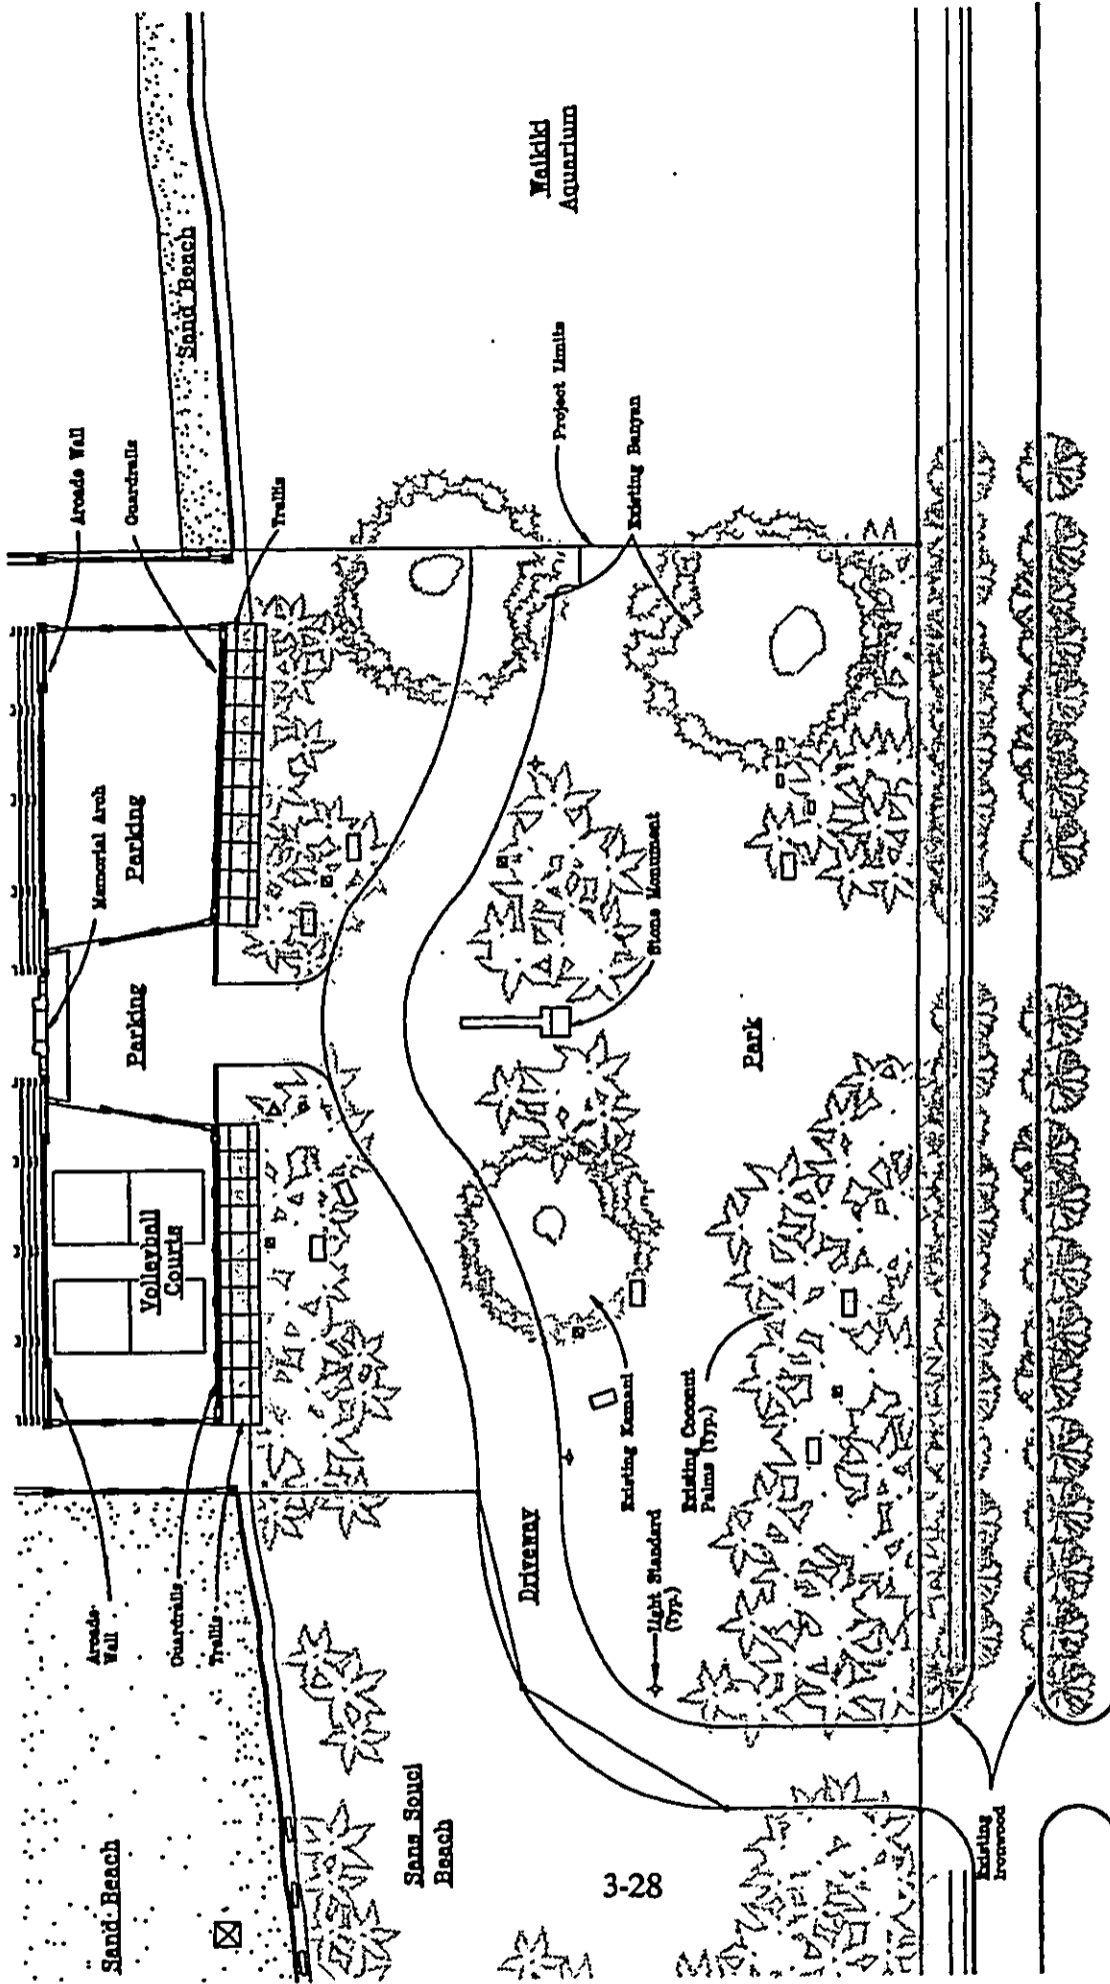 Sand Beach
Arcade
Wall
Guardrails
Trellis
Sans Souci
Beach
Volleyball
Courts
Parking
Memorial Arch
Parking
Arcade Wall
Guardrails
Trellis
Sand Beach
Driveway
Light Standard
(Typ.)
Existing Kamani
Existing Coconut
Palms (Typ.)
Stone Monument
Park
Existing Banyan
Project Limits
Waikiki
Aquarium
Existing
Ironwood
3-28